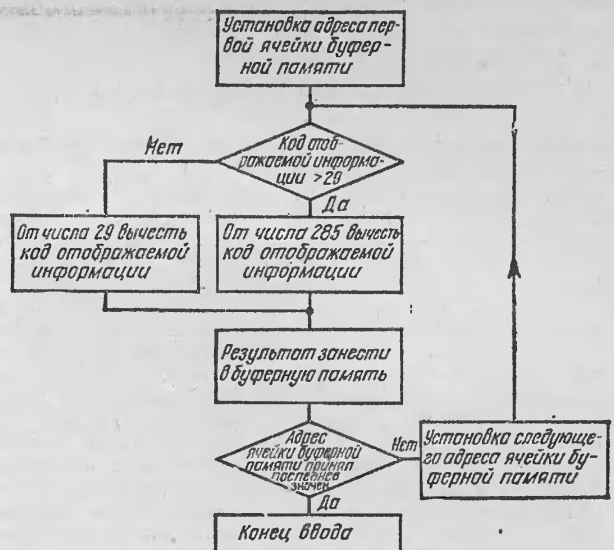 Установка адреса пер-
вой ячейки буфер-
ной памяти
Код отоб-
ражаемой информа-
ции >29
Нет
Да
От числа 29 вычесть
код отображаемой
информации
От числа 285 вычесть
код отображаемой
информации
Результат занести
в буферную память
Адрес
ячейки буферной
памяти принял
последнее
значен
Нет
Установка следующе-
го адреса ячейки бу-
ферной памяти
Да
Конец ввода